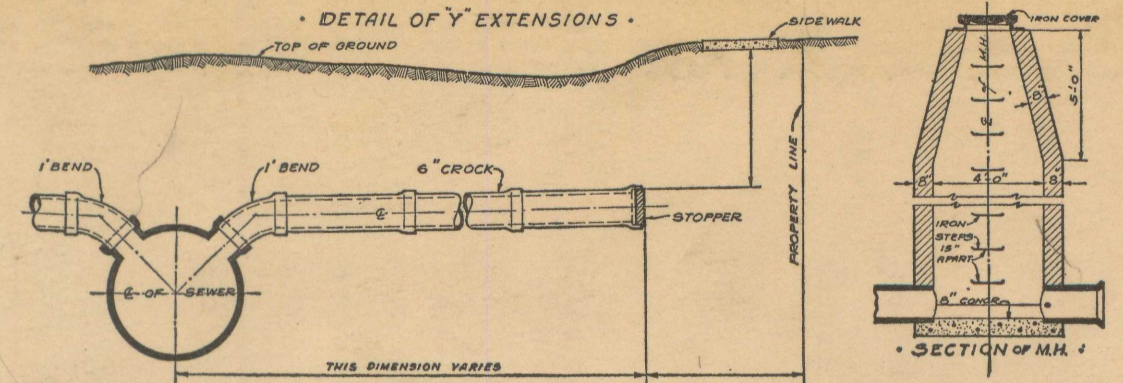 • DETAIL OF "Y" EXTENSIONS •
SIDEWALK
TOP OF GROUND
1' BEND
1' BEND
6" CROCK
℄
STOPPER
PROPERTY LINE
℄ OF SEWER
THIS DIMENSION VARIES
IRON COVER
℄ of M.H.
8"
5'-0"
8"
4'-0"
8"
IRON
STEPS
15"
APART
8" CONCR.
• SECTION OF M.H. •